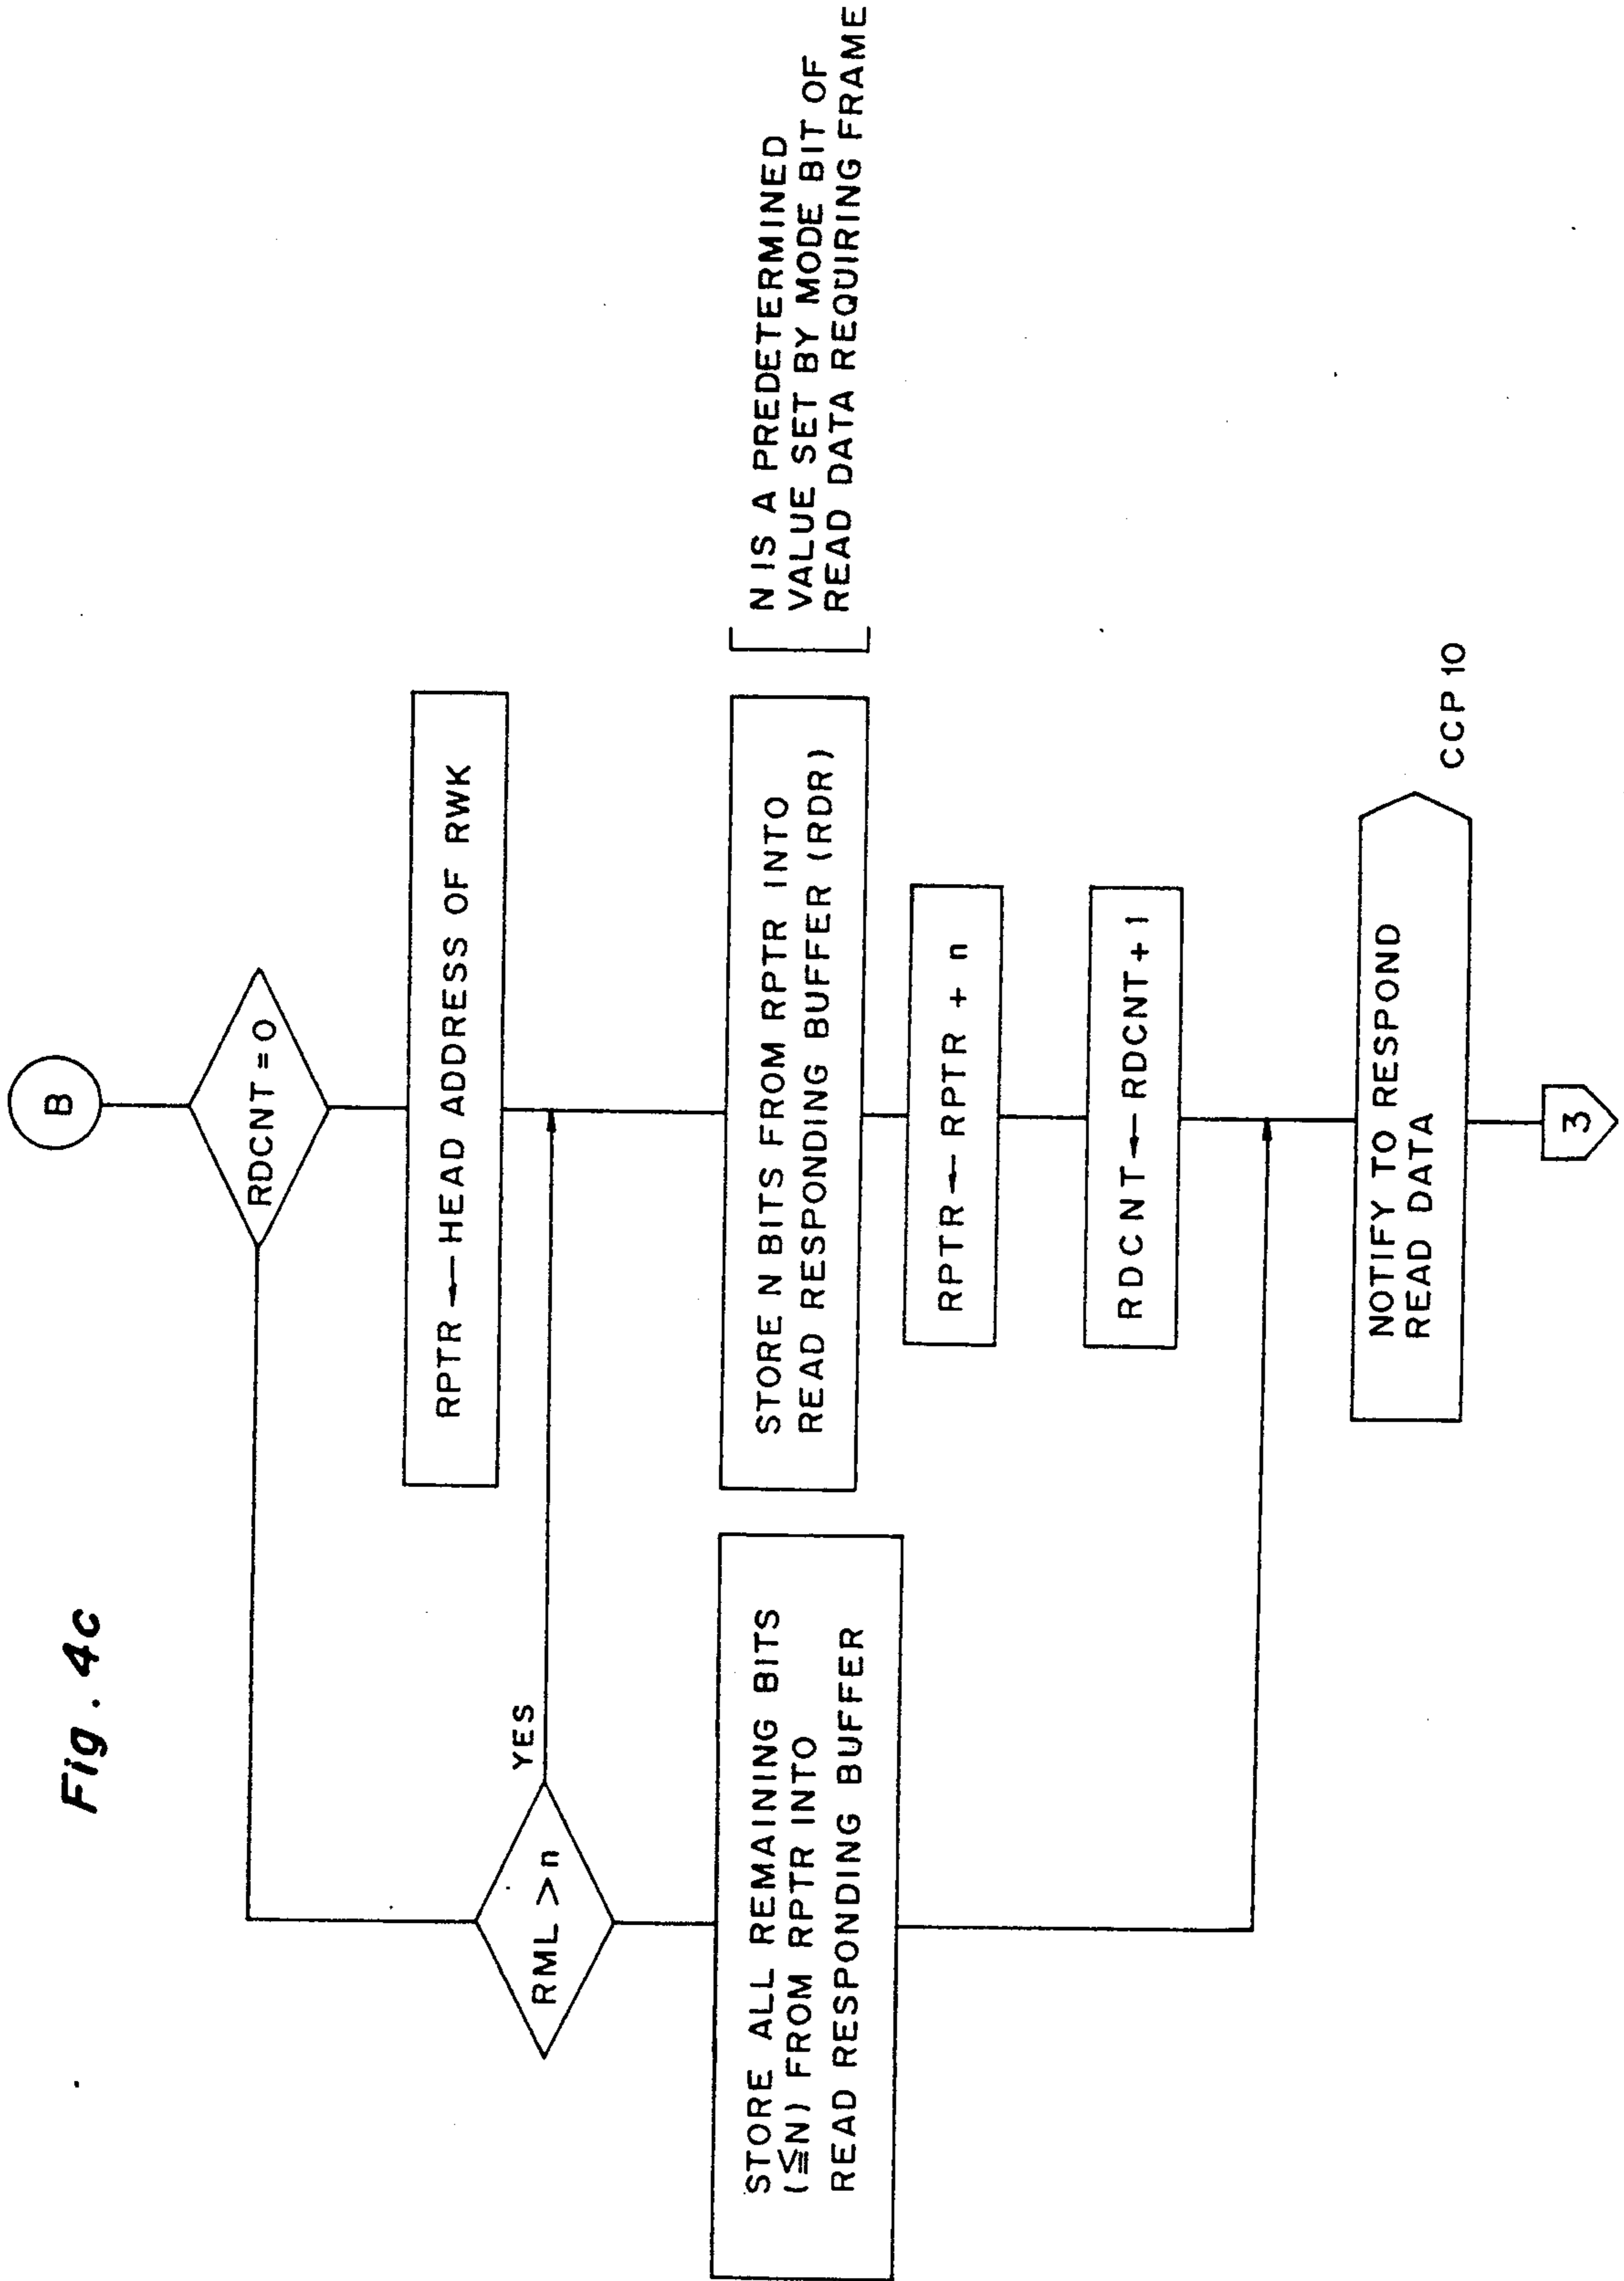 Fig. 4c
B
RDCNT = 0
RPTR ← HEAD ADDRESS OF RWK
RML > n
YES
STORE ALL REMAINING BITS
(≦N) FROM RPTR INTO
READ RESPONDING BUFFER
STORE N BITS FROM RPTR INTO
READ RESPONDING BUFFER (RDR)
N IS A PREDETERMINED
VALUE SET BY MODE BIT OF
READ DATA REQUIRING FRAME
RPTR ← RPTR + n
RDCNT ← RDCNT + 1
NOTIFY TO RESPOND
READ DATA
CCP 10
3